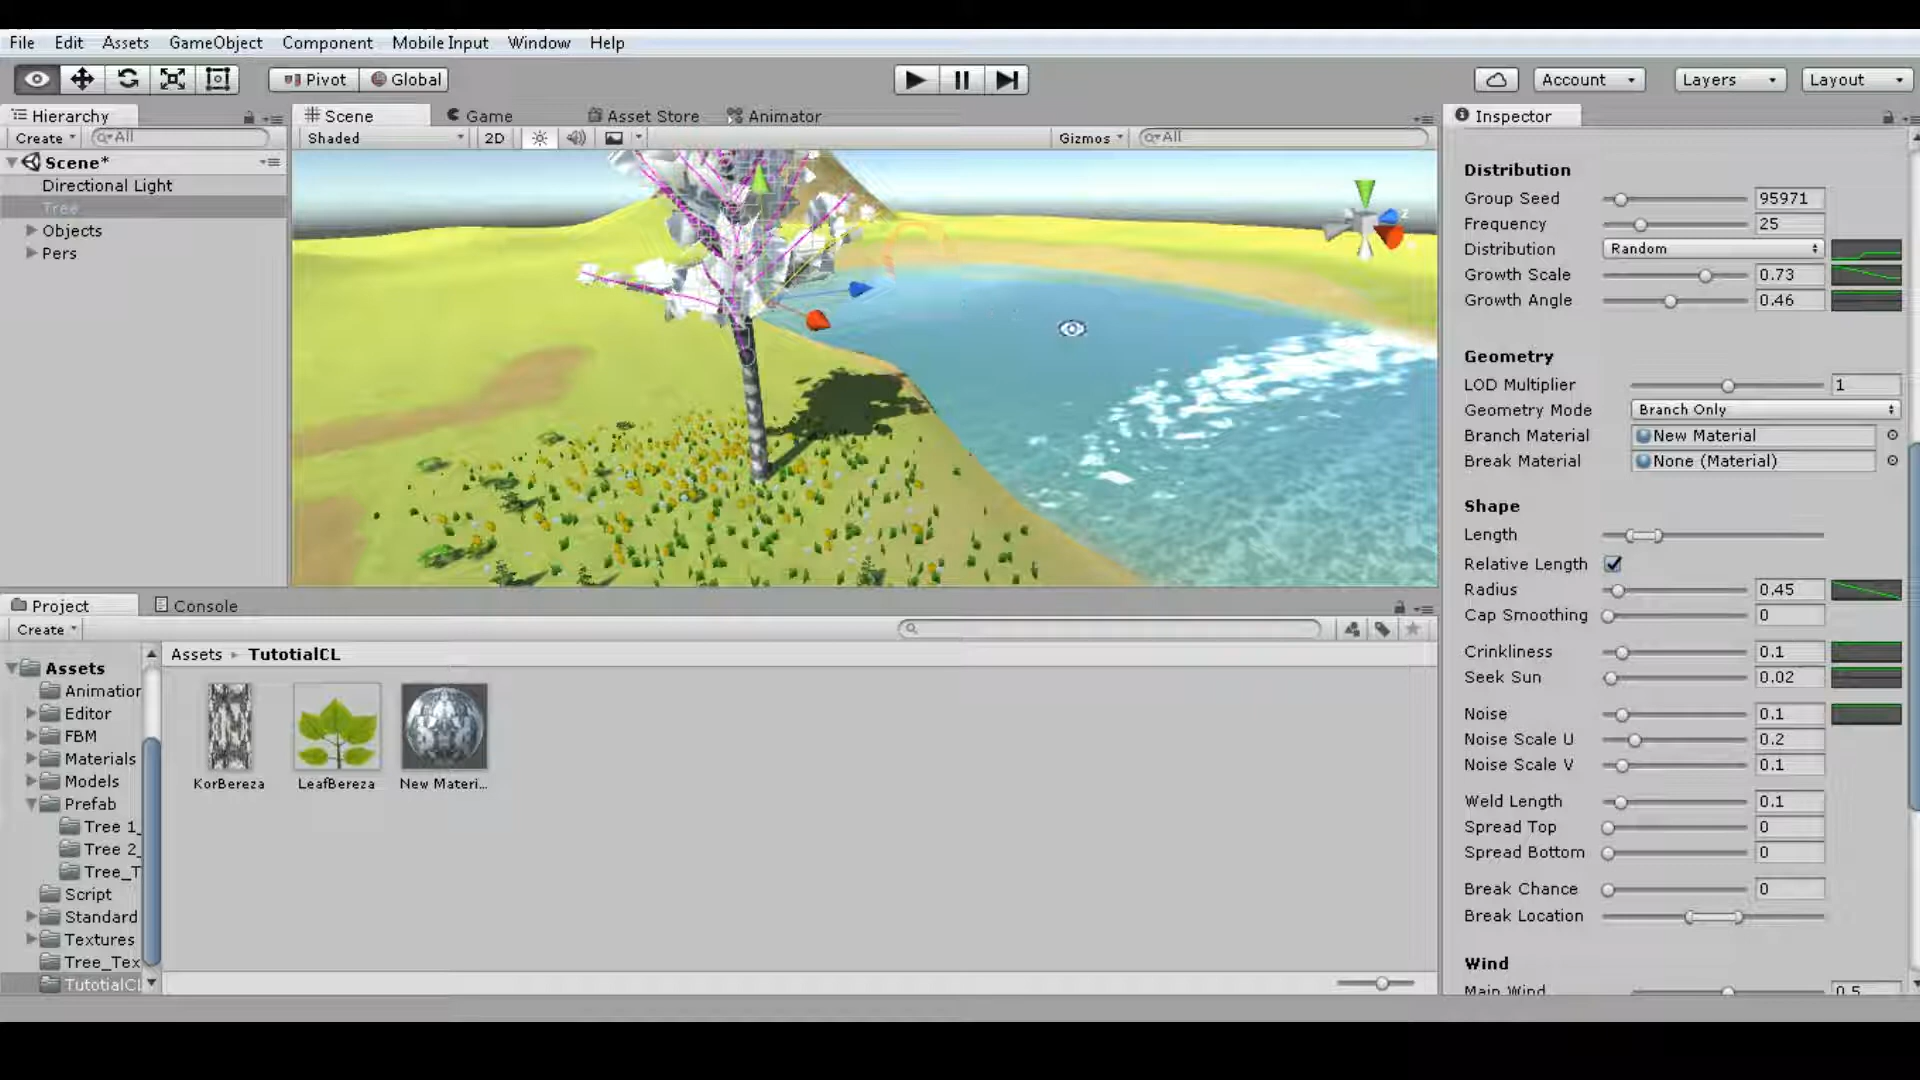 File Edit Assets GameObject Component Mobile Input Window Help
Pivot Global Account Layers Layout
Hierarchy
Create All
Scene*
Directional Light
Tree
Objects
Pers
Scene Game Asset Store Animator
Shaded 2D Gizmos All
Project Console
Create
Assets
Animation
Editor
FBM
Materials
Models
Prefab
Tree 1_
Tree 2_
Tree_T
Script
Standard
Textures
Tree_Tex
TutotialCL
Assets TutotialCL
KorBereza LeafBereza New Materi...
Inspector
Distribution
Group Seed 95971
Frequency 25
Distribution Random
Growth Scale 0.73
Growth Angle 0.46
Geometry
LOD Multiplier 1
Geometry Mode Branch Only
Branch Material New Material
Break Material None (Material)
Shape
Length
Relative Length
Radius 0.45
Cap Smoothing 0
Crinkliness 0.1
Seek Sun 0.02
Noise 0.1
Noise Scale U 0.2
Noise Scale V 0.1
Weld Length 0.1
Spread Top 0
Spread Bottom 0
Break Chance 0
Break Location
Wind
Main Wind 0.5